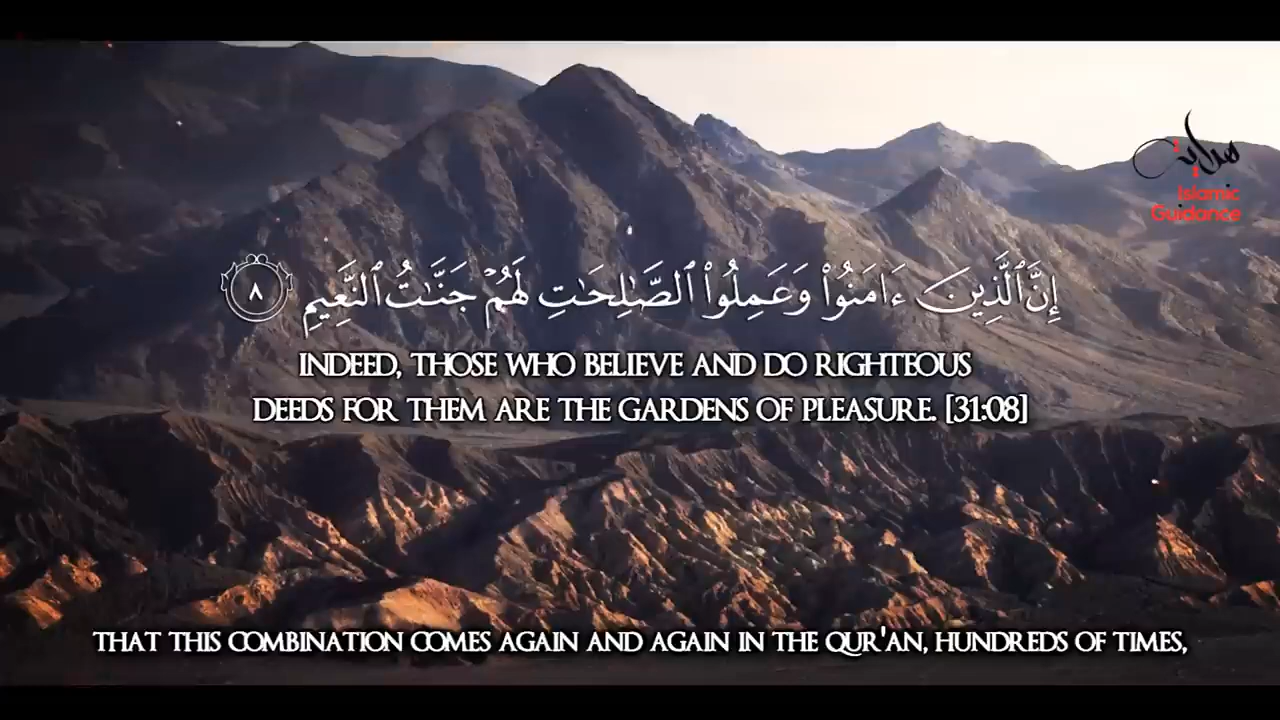 هداية
Islamic
Guidance
إِنَّ ٱلَّذِينَ ءَامَنُوا۟ وَعَمِلُوا۟ ٱلصَّـٰلِحَـٰتِ لَهُمْ جَنَّـٰتُ ٱلنَّعِيمِ ٨
INDEED, THOSE WHO BELIEVE AND DO RIGHTEOUS
DEEDS FOR THEM ARE THE GARDENS OF PLEASURE. [31:08]
THAT THIS COMBINATION COMES AGAIN AND AGAIN IN THE QUR'AN, HUNDREDS OF TIMES,